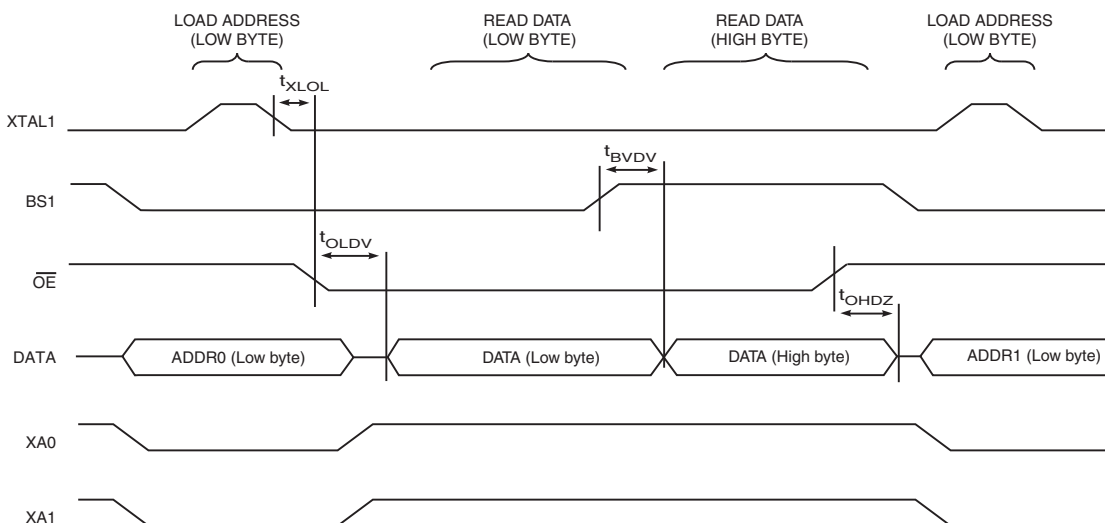 LOAD ADDRESS
(LOW BYTE)
READ DATA
(LOW BYTE)
READ DATA
(HIGH BYTE)
LOAD ADDRESS
(LOW BYTE)
tXLOL
XTAL1
tBVDV
BS1
tOLDV
OE
tOHDZ
DATA
ADDR0 (Low byte)
DATA (Low byte)
DATA (High byte)
ADDR1 (Low byte)
XA0
XA1